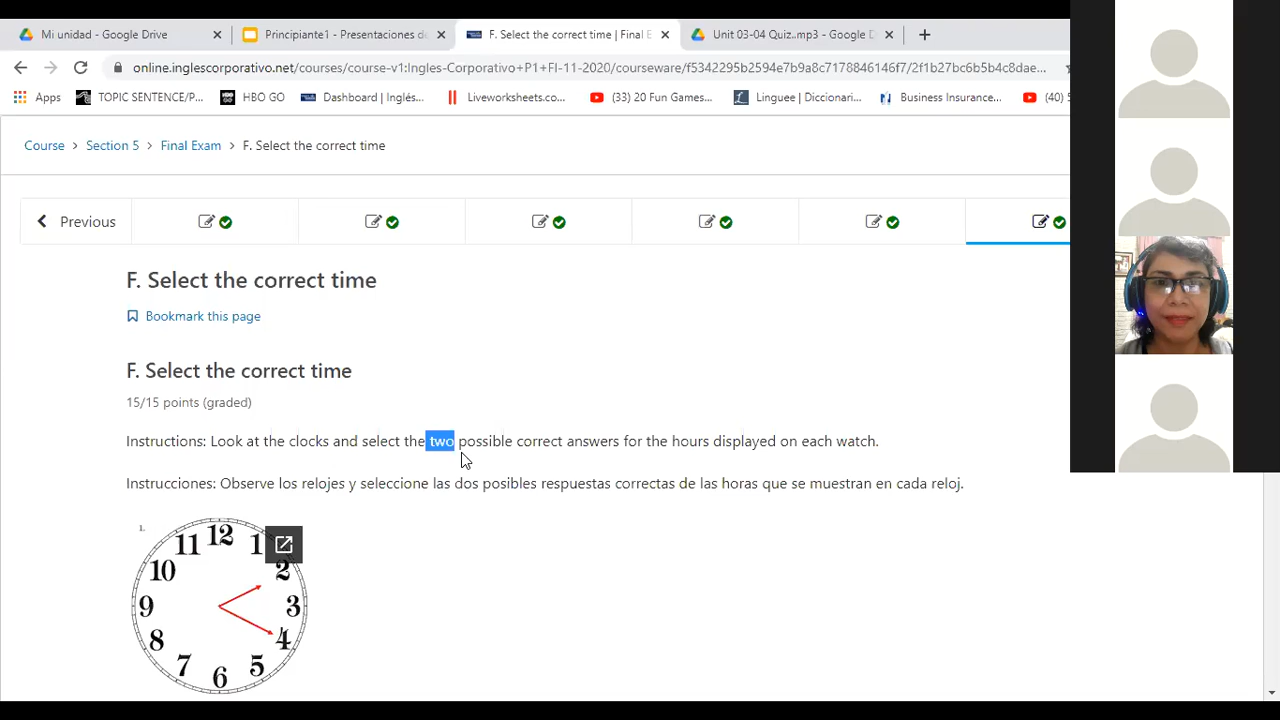 Mi unidad - Google Drive
Principiante1 - Presentaciones de
F. Select the correct time | Final E
Unit 03-04 Quiz..mp3 - Google D
online.inglescorporativo.net/courses/course-v1:Ingles-Corporativo+P1+FI-11-2020/courseware/f5342295b2594e7b9a8c7178846146f7/2f1b27bc6b5b4c8dae...
Apps
TOPIC SENTENCE/P...
HBO GO
Dashboard | Inglés...
Liveworksheets.co...
(33) 20 Fun Games...
Linguee | Diccionari...
Business Insurance...
Course > Section 5 > Final Exam > F. Select the correct time
Previous
F. Select the correct time
Bookmark this page
F. Select the correct time
15/15 points (graded)
Instructions: Look at the clocks and select the two possible correct answers for the hours displayed on each watch.
Instrucciones: Observe los relojes y seleccione las dos posibles respuestas correctas de las horas que se muestran en cada reloj.
1.
12
11 1
10 2
9 3
8 4
7 5
6